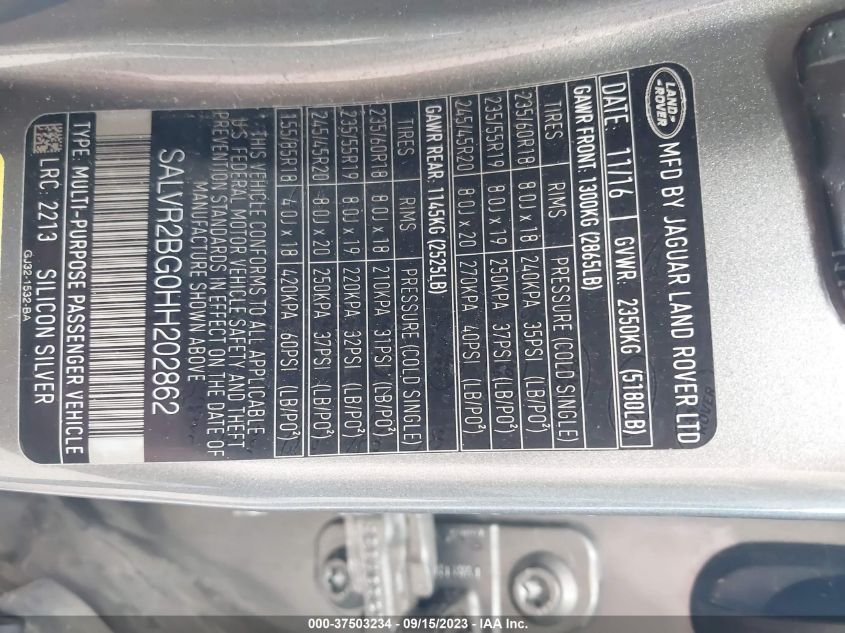 LAND
ROVER
MFD BY JAGUAR LAND ROVER LTD
DATE: 11/16 GVWR: 2350KG (5180LB)
GAWR FRONT: 1300KG (2865LB)
TIRES RIMS PRESSURE (COLD SINGLE)
235/60R18 8.0J x 18 240KPA 35PSI (LB/PO²)
235/55R19 8.0J x 19 250KPA 37PSI (LB/PO²)
245/45R20 8.0J x 20 270KPA 40PSI (LB/PO²)
GAWR REAR: 1145KG (2525LB)
TIRES RIMS PRESSURE (COLD SINGLE)
235/60R18 8.0J x 18 210KPA 31PSI (LB/PO²)
235/55R19 8.0J x 19 220KPA 32PSI (LB/PO²)
245/45R20 8.0J x 20 250KPA 37PSI (LB/PO²)
155/85R18 4.0J x 18 420KPA 60PSI (LB/PO²)
THIS VEHICLE CONFORMS TO ALL APPLICABLE
U.S. FEDERAL MOTOR VEHICLE SAFETY AND THEFT
PREVENTION STANDARDS IN EFFECT ON THE DATE OF
MANUFACTURE SHOWN ABOVE
SALVR2BG0HH202862
TYPE: MULTI-PURPOSE PASSENGER VEHICLE
LRC: 2213 SILICON SILVER
GJ32-1532-BA
000-37503234 - 09/15/2023 - IAA Inc.